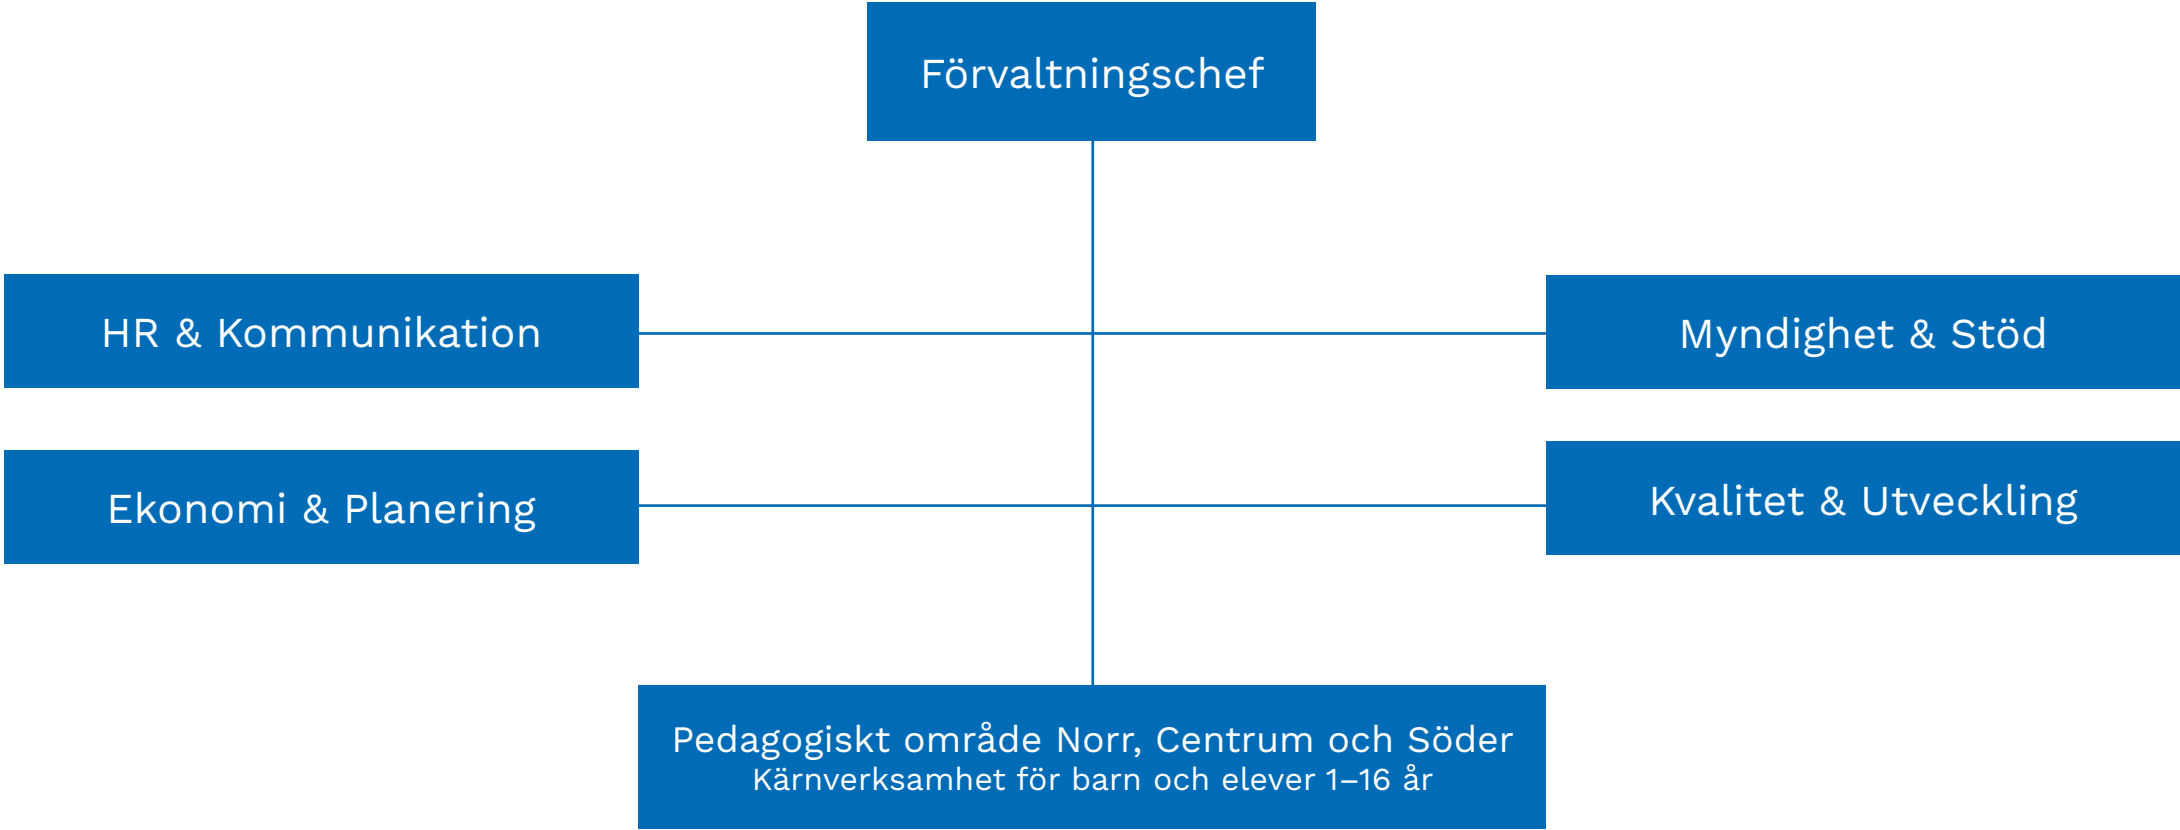 Förvaltningschef
HR & Kommunikation
Myndighet & Stöd
Ekonomi & Planering
Kvalitet & Utveckling
Pedagogiskt område Norr, Centrum och Söder
Kärnverksamhet för barn och elever 1–16 år